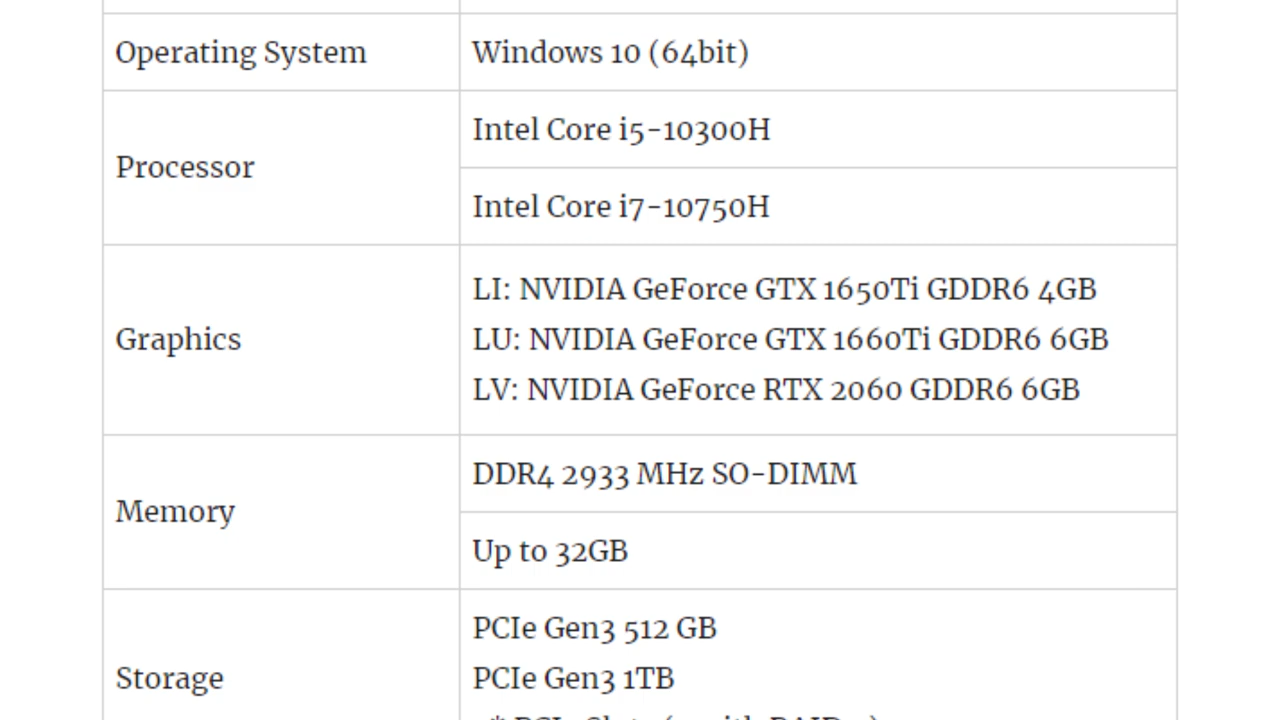 Operating System
Windows 10 (64bit)
Processor
Intel Core i5-10300H
Intel Core i7-10750H
Graphics
LI: NVIDIA GeForce GTX 1650Ti GDDR6 4GB
LU: NVIDIA GeForce GTX 1660Ti GDDR6 6GB
LV: NVIDIA GeForce RTX 2060 GDDR6 6GB
Memory
DDR4 2933 MHz SO-DIMM
Up to 32GB
Storage
PCIe Gen3 512 GB
PCIe Gen3 1TB